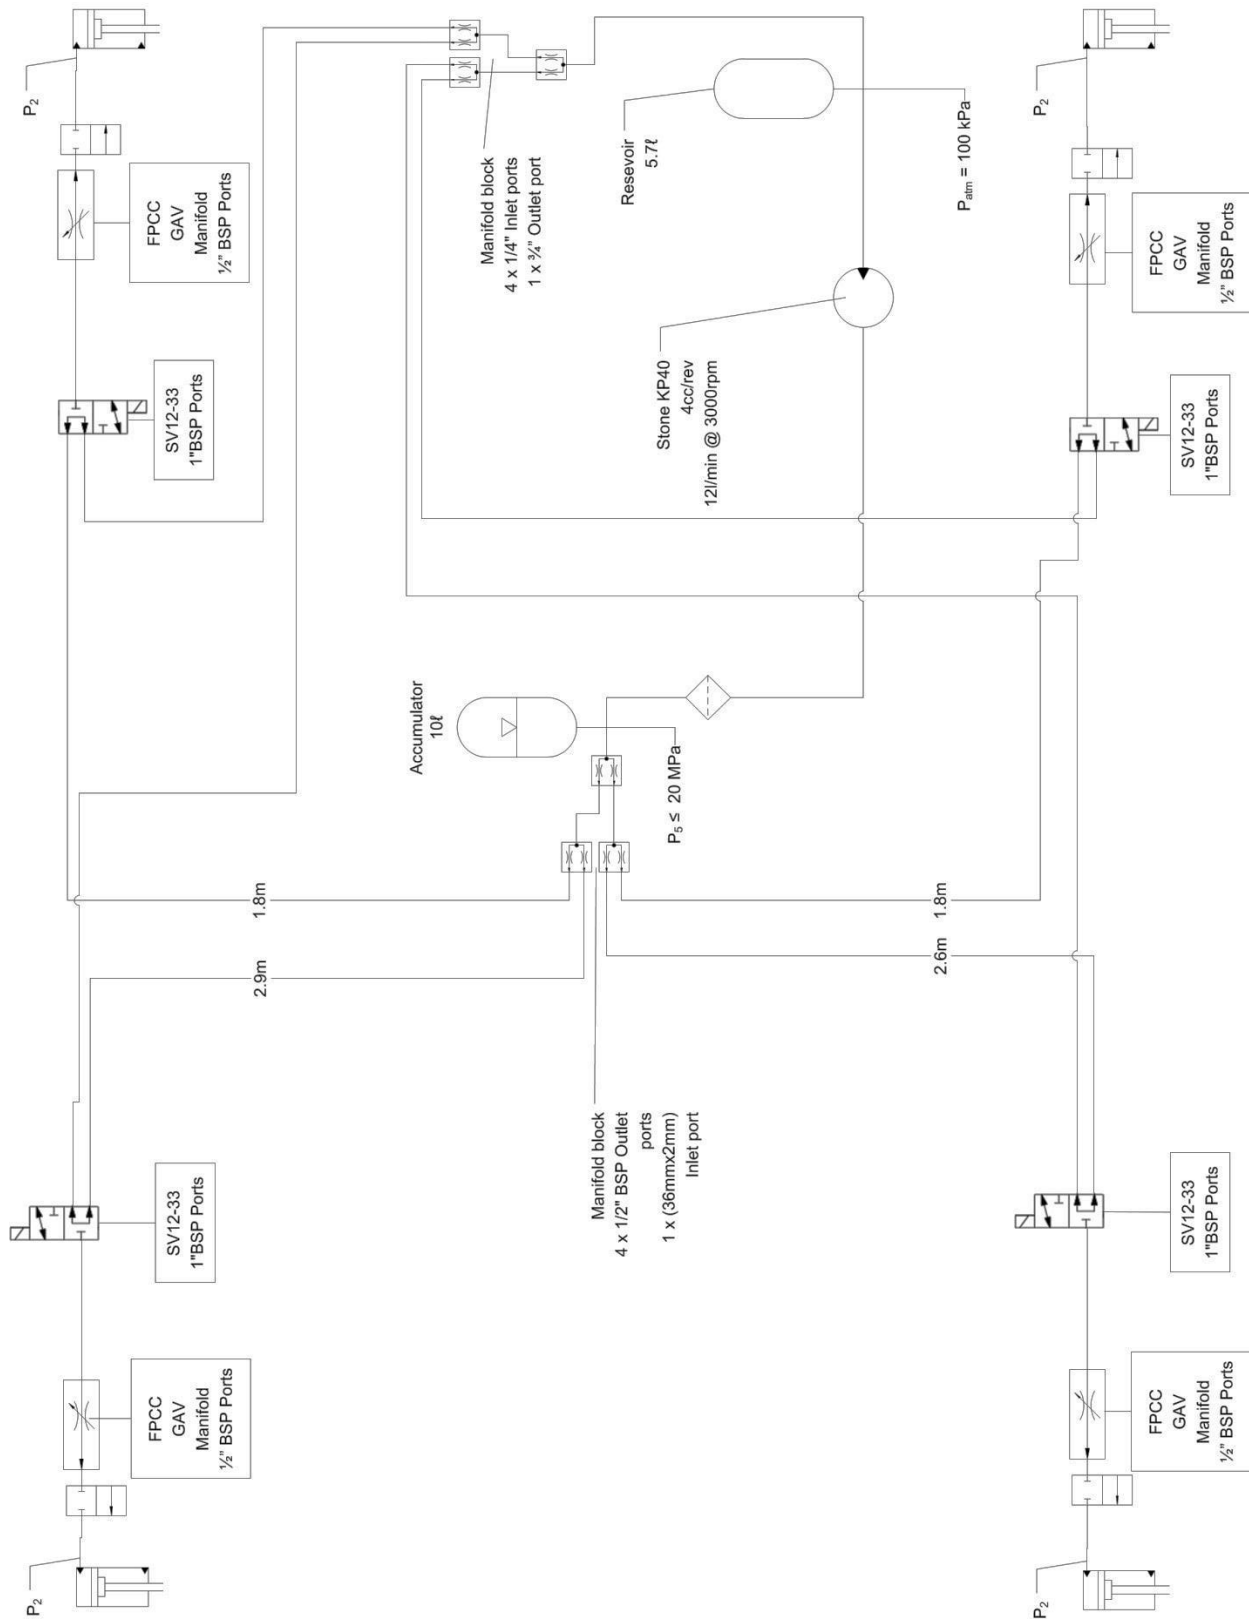 P₂
P₂
FPCC
GAV
Manifold
½" BSP Ports
SV12-33
1"BSP Ports
SV12-33
1"BSP Ports
FPCC
GAV
Manifold
½" BSP Ports
2.9m
1.8m
Accumulator
10ℓ
Manifold block
4 x 1/4" Inlet ports
1 x ¾" Outlet port
Manifold block
4 x 1/2" BSP Outlet
ports
1 x (36mmx2mm)
Inlet port
P₅ ≤ 20 MPa
Stone KP40
4cc/rev
12l/min @ 3000rpm
Resevoir
5.7ℓ
Pₐₜₘ = 100 kPa
2.6m
1.8m
P₂
P₂
FPCC
GAV
Manifold
½" BSP Ports
SV12-33
1"BSP Ports
SV12-33
1"BSP Ports
FPCC
GAV
Manifold
½" BSP Ports